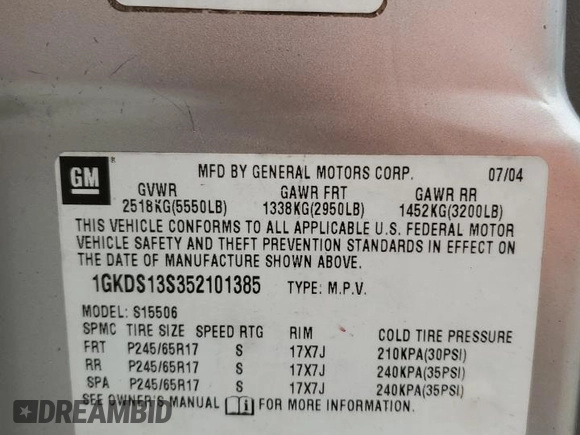 GM
MFD BY GENERAL MOTORS CORP. 07/04
GVWR GAWR FRT GAWR RR
2518KG(5550LB) 1338KG(2950LB) 1452KG(3200LB)
THIS VEHICLE CONFORMS TO ALL APPLICABLE U.S. FEDERAL MOTOR
VEHICLE SAFETY AND THEFT PREVENTION STANDARDS IN EFFECT ON
THE DATE OF MANUFACTURE SHOWN ABOVE.
1GKDS13S352101385 TYPE: M.P.V.
MODEL: S15506
SPMC TIRE SIZE SPEED RTG RIM COLD TIRE PRESSURE
FRT P245/65R17 S 17X7J 210KPA(30PSI)
RR P245/65R17 S 17X7J 240KPA(35PSI)
SPA P245/65R17 S 17X7J 240KPA(35PSI)
SEE OWNER'S MANUAL i FOR MORE INFORMATION.
DREAMBID